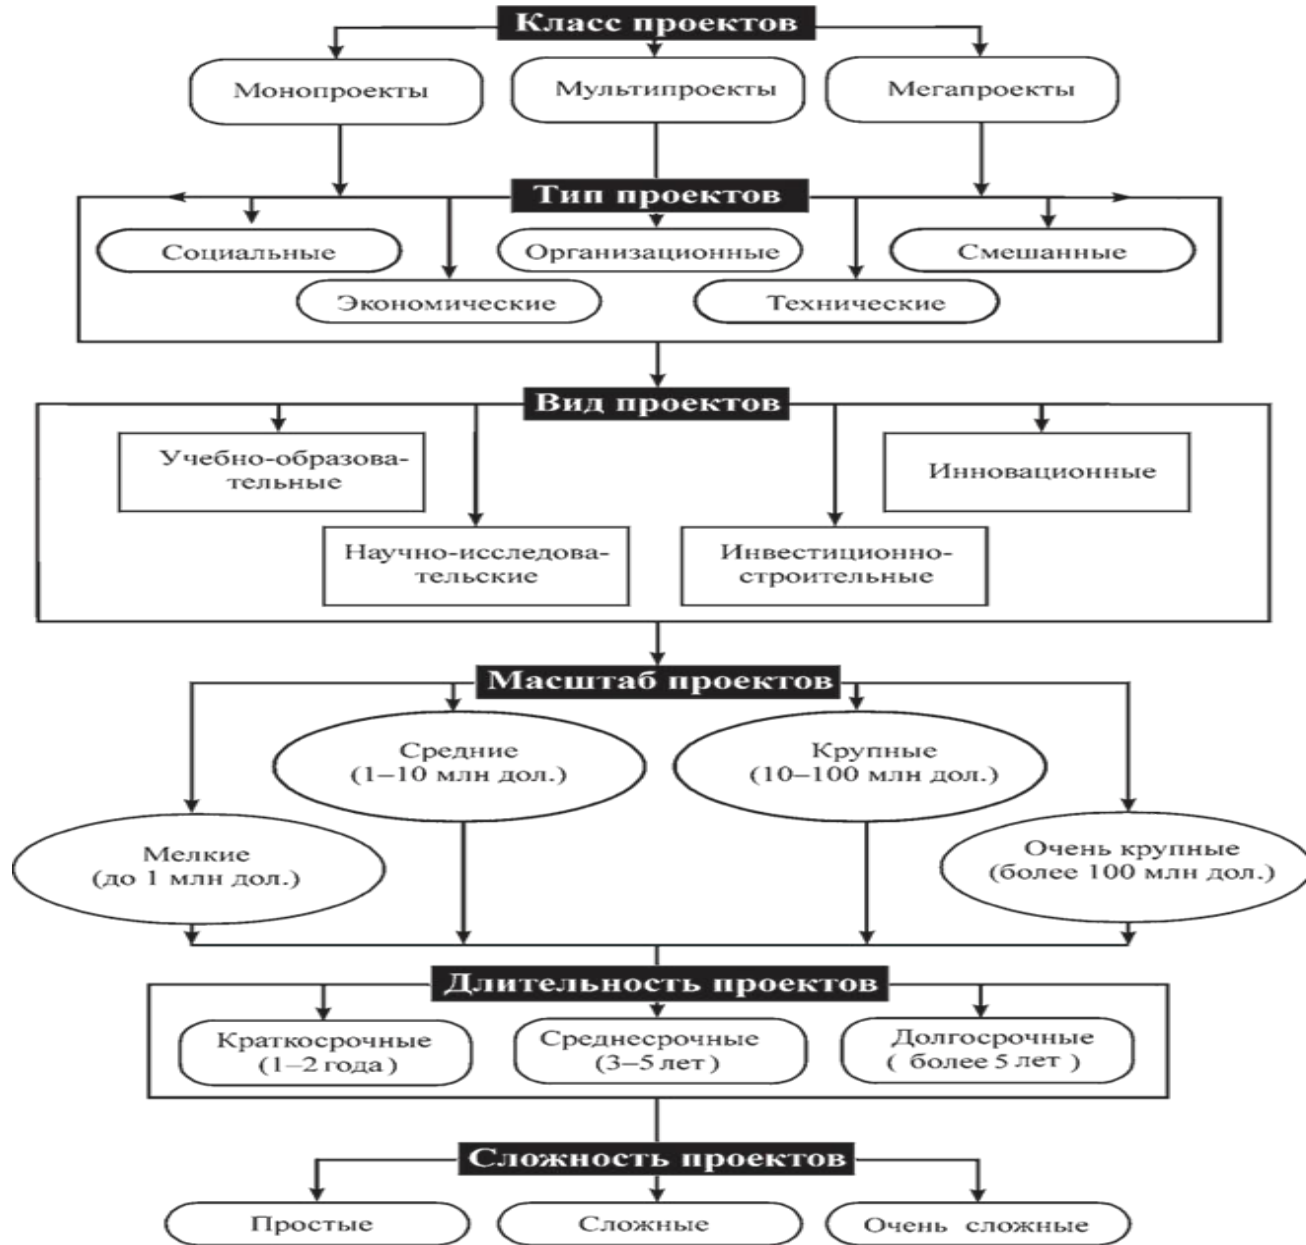 Класс проектов
Монопроекты
Мультипроекты
Мегапроекты
Тип проектов
Социальные
Организационные
Смешанные
Экономические
Технические
Вид проектов
Учебно-образова-
тельные
Инновационные
Научно-исследова-
тельские
Инвестиционно-
строительные
Масштаб проектов
Средние
(1–10 млн дол.)
Крупные
(10–100 млн дол.)
Мелкие
(до 1 млн дол.)
Очень крупные
(более 100 млн дол.)
Длительность проектов
Краткосрочные
(1–2 года)
Среднесрочные
(3–5 лет)
Долгосрочные
( более 5 лет )
Сложность проектов
Простые
Сложные
Очень сложные